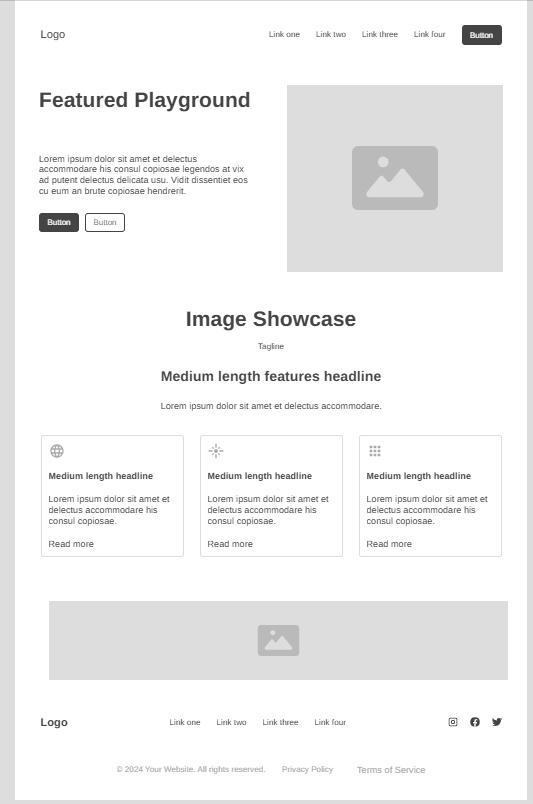 Logo
Link one
Link two
Link three
Link four
Button
Featured Playground
Lorem ipsum dolor sit amet et delectus
accommodare his consul copiosae legendos at vix
ad putent delectus delicata usu. Vidit dissentiet eos
cu eum an brute copiosae hendrerit.
Button
Button
Image Showcase
Tagline
Medium length features headline
Lorem ipsum dolor sit amet et delectus accommodare.
Medium length headline
Lorem ipsum dolor sit amet et
delectus accommodare his
consul copiosae.
Read more
Medium length headline
Lorem ipsum dolor sit amet et
delectus accommodare his
consul copiosae.
Read more
Medium length headline
Lorem ipsum dolor sit amet et
delectus accommodare his
consul copiosae.
Read more
Logo
Link one
Link two
Link three
Link four
© 2024 Your Website. All rights reserved.
Privacy Policy
Terms of Service